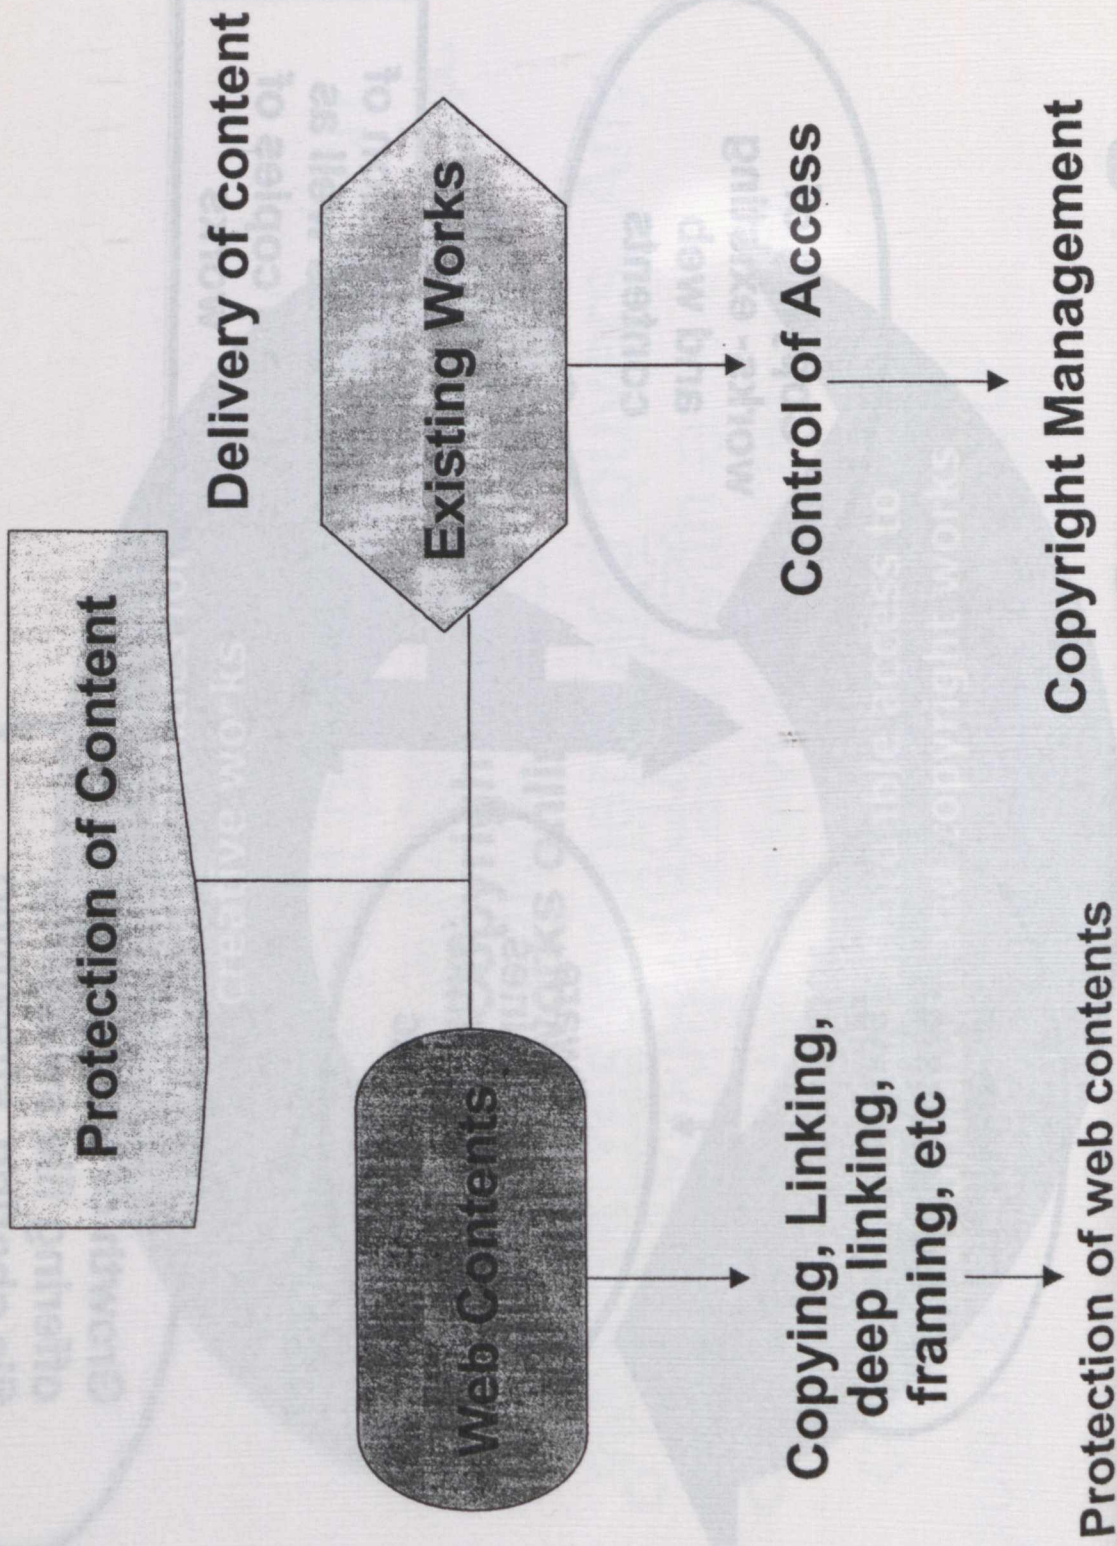 Protection of Content
Delivery of content
Web Contents
Existing Works
Copying, Linking,
deep linking,
framing, etc
Control of Access
Protection of web contents
Copyright Management